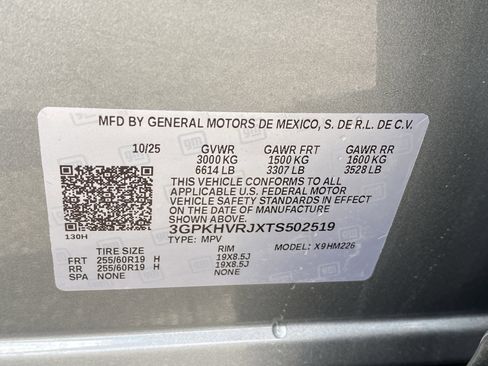 MFD BY GENERAL MOTORS DE MEXICO, S. DE R.L. DE C.V.
10/25 GVWR GAWR FRT GAWR RR
3000 KG 1500 KG 1600 KG
6614 LB 3307 LB 3528 LB
THIS VEHICLE CONFORMS TO ALL
APPLICABLE U.S. FEDERAL MOTOR
VEHICLE SAFETY STANDARDS IN EFFECT
ON THE DATE OF MANUFACTURE
SHOWN ABOVE.
3GPKHVRJXTS502519
130H TYPE: MPV MODEL: X9HM226
TIRE SIZE RIM
FRT 255/60R19 H 19X8.5J
RR 255/60R19 H 19X8.5J
SPA NONE NONE